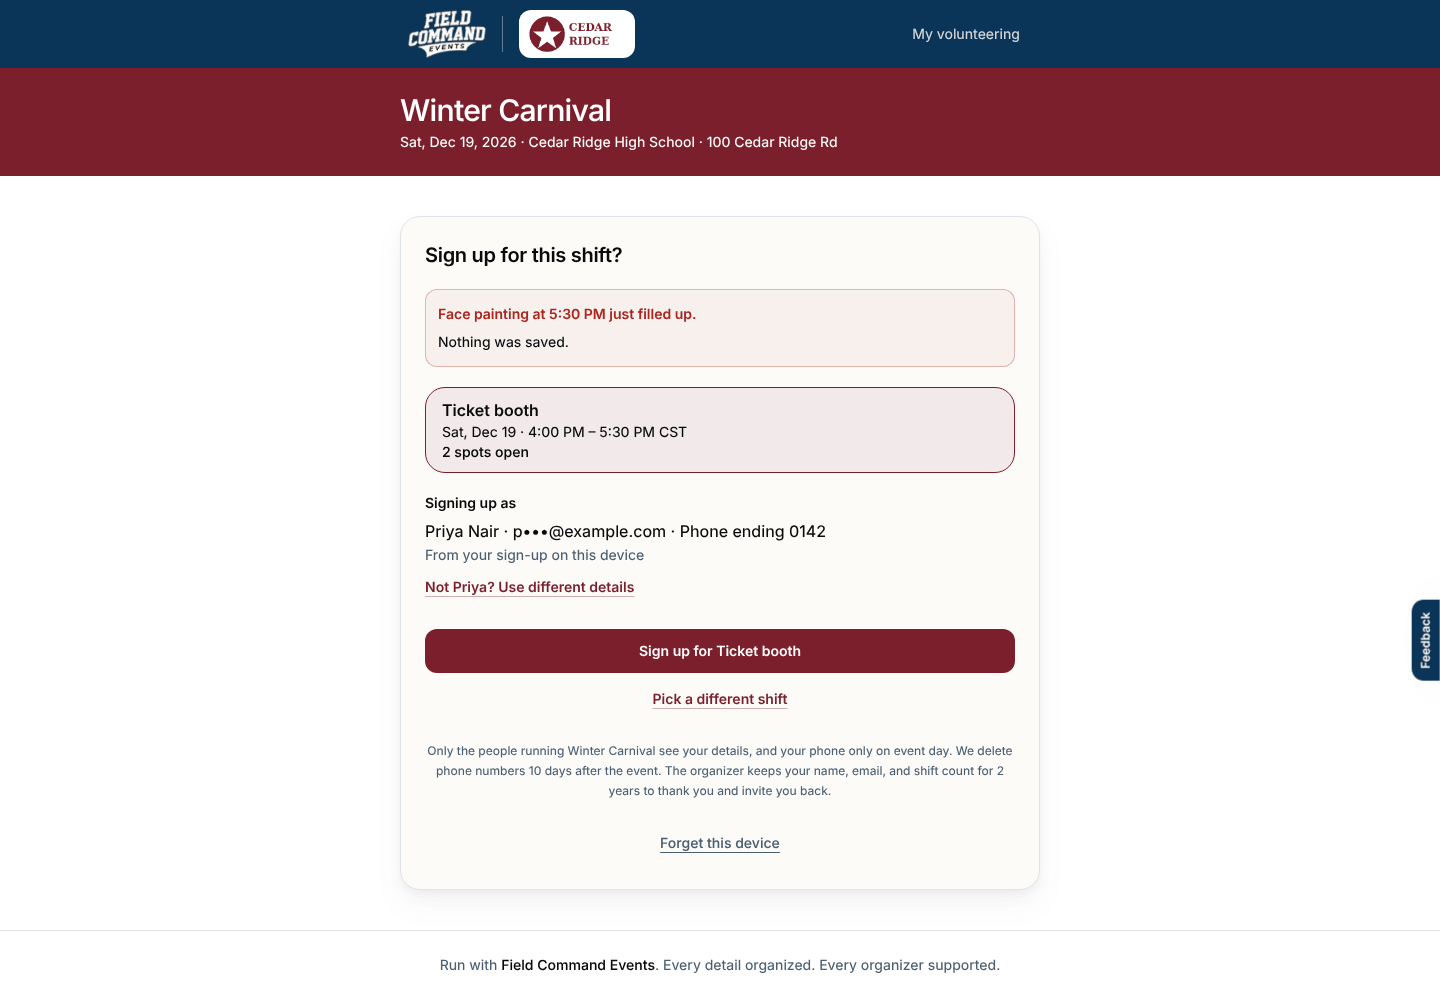 FIELD
COMMAND
EVENTS
CEDAR
RIDGE
My volunteering
Winter Carnival
Sat, Dec 19, 2026 · Cedar Ridge High School · 100 Cedar Ridge Rd
Sign up for this shift?
Face painting at 5:30 PM just filled up.
Nothing was saved.
Ticket booth
Sat, Dec 19 · 4:00 PM – 5:30 PM CST
2 spots open
Signing up as
Priya Nair · p•••@example.com · Phone ending 0142
From your sign-up on this device
Not Priya? Use different details
Sign up for Ticket booth
Pick a different shift
Only the people running Winter Carnival see your details, and your phone only on event day. We delete
phone numbers 10 days after the event. The organizer keeps your name, email, and shift count for 2
years to thank you and invite you back.
Forget this device
Feedback
Run with Field Command Events. Every detail organized. Every organizer supported.